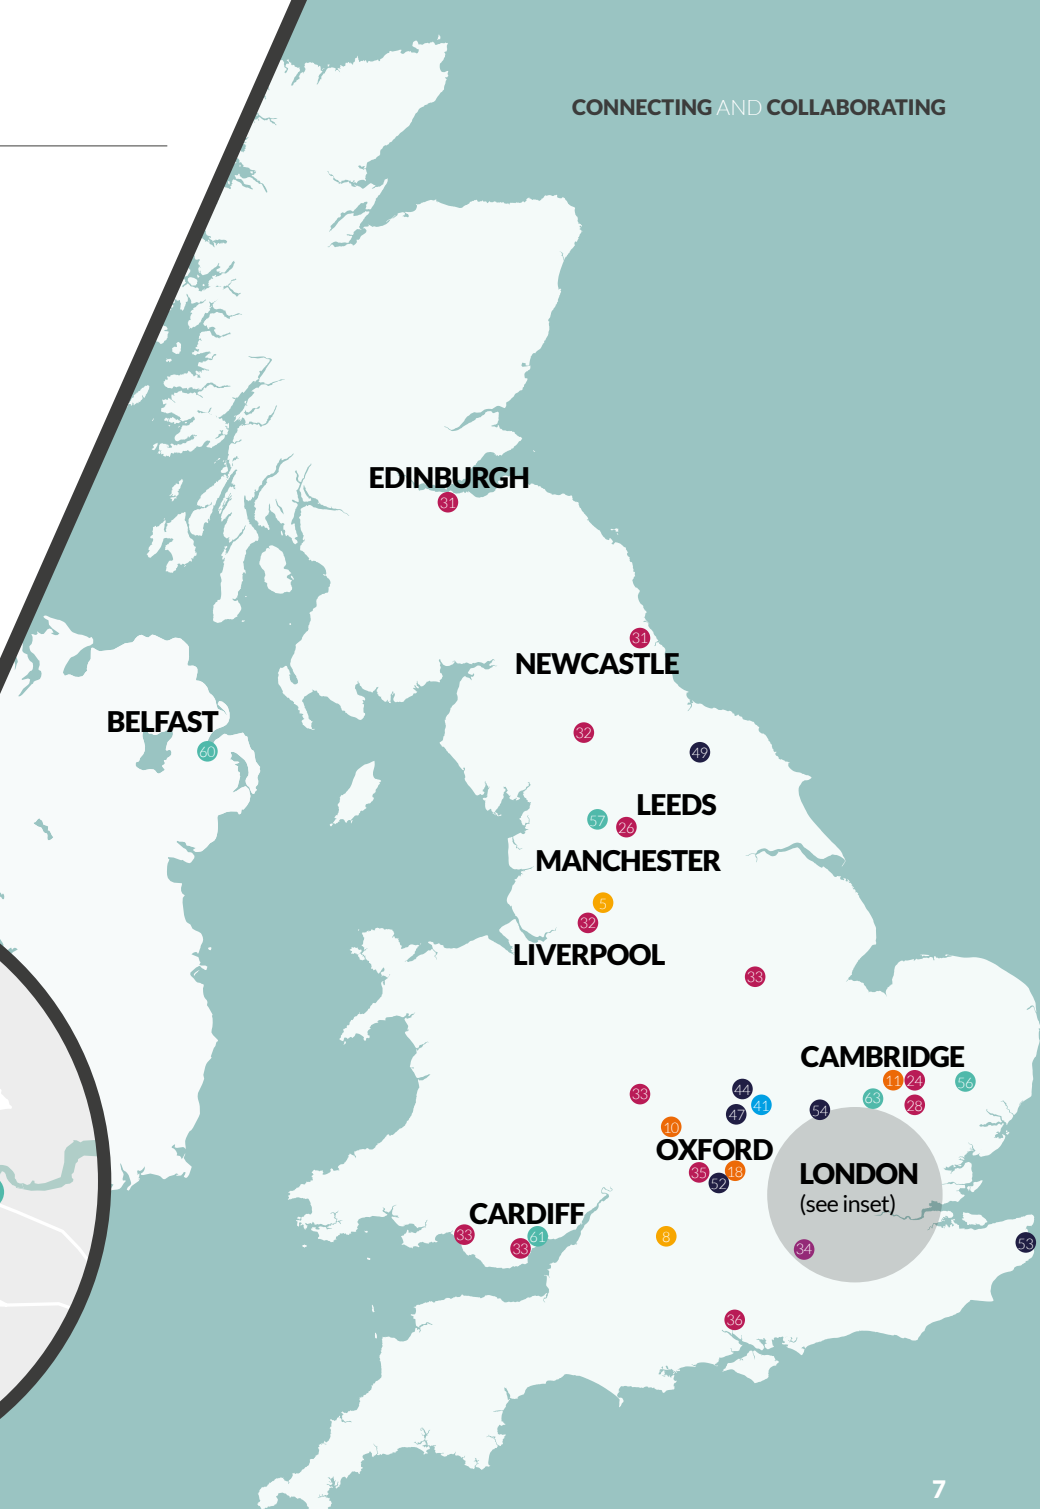 CONNECTING AND COLLABORATING
EDINBURGH
31
31
NEWCASTLE
BELFAST
60
32
49
LEEDS
57
26
MANCHESTER
5
32
LIVERPOOL
33
CAMBRIDGE
11
24
56
63
28
33
44
41
47
54
10
OXFORD
35
18
52
LONDON
(see inset)
CARDIFF
33
61
33
8
34
53
36
7